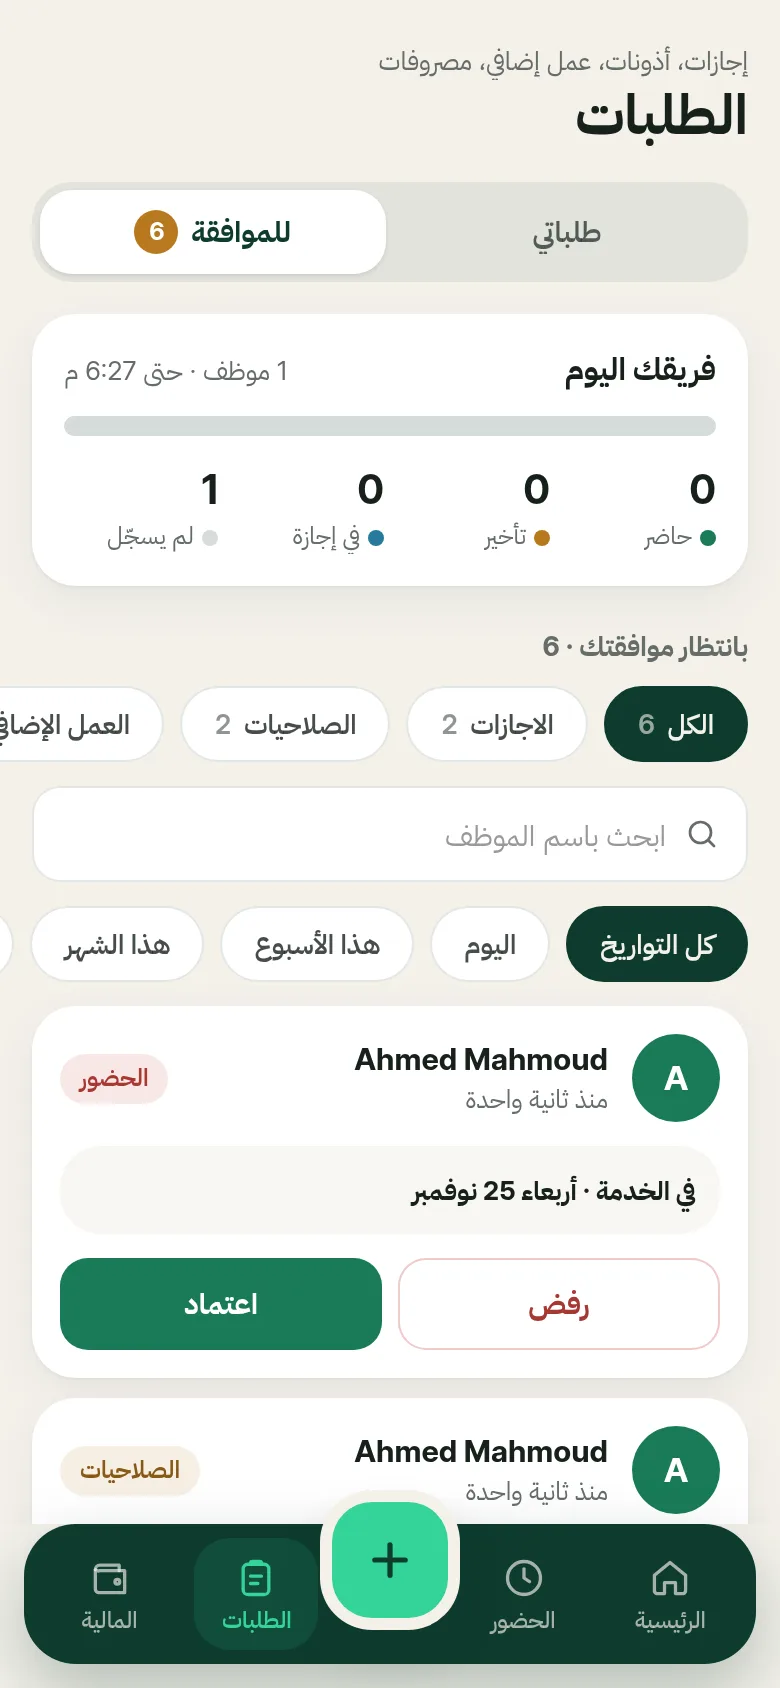 إجازات، أذونات، عمل إضافي، مصروفات
الطلبات
طلباتي
للموافقة 6
فريقك اليوم
1 موظف · حتى 6:27 م
0 0 0 1
حاضر تأخير في إجازة لم يسجّل
بانتظار موافقتك · 6
الكل 6 الاجازات 2 الصلاحيات 2 العمل الإضافي
ابحث باسم الموظف
كل التواريخ اليوم هذا الأسبوع هذا الشهر
A
Ahmed Mahmoud
منذ ثانية واحدة
الحضور
في الخدمة · أربعاء 25 نوفمبر
رفض اعتماد
A
Ahmed Mahmoud
منذ ثانية واحدة
الصلاحيات
الرئيسية الحضور الطلبات المالية